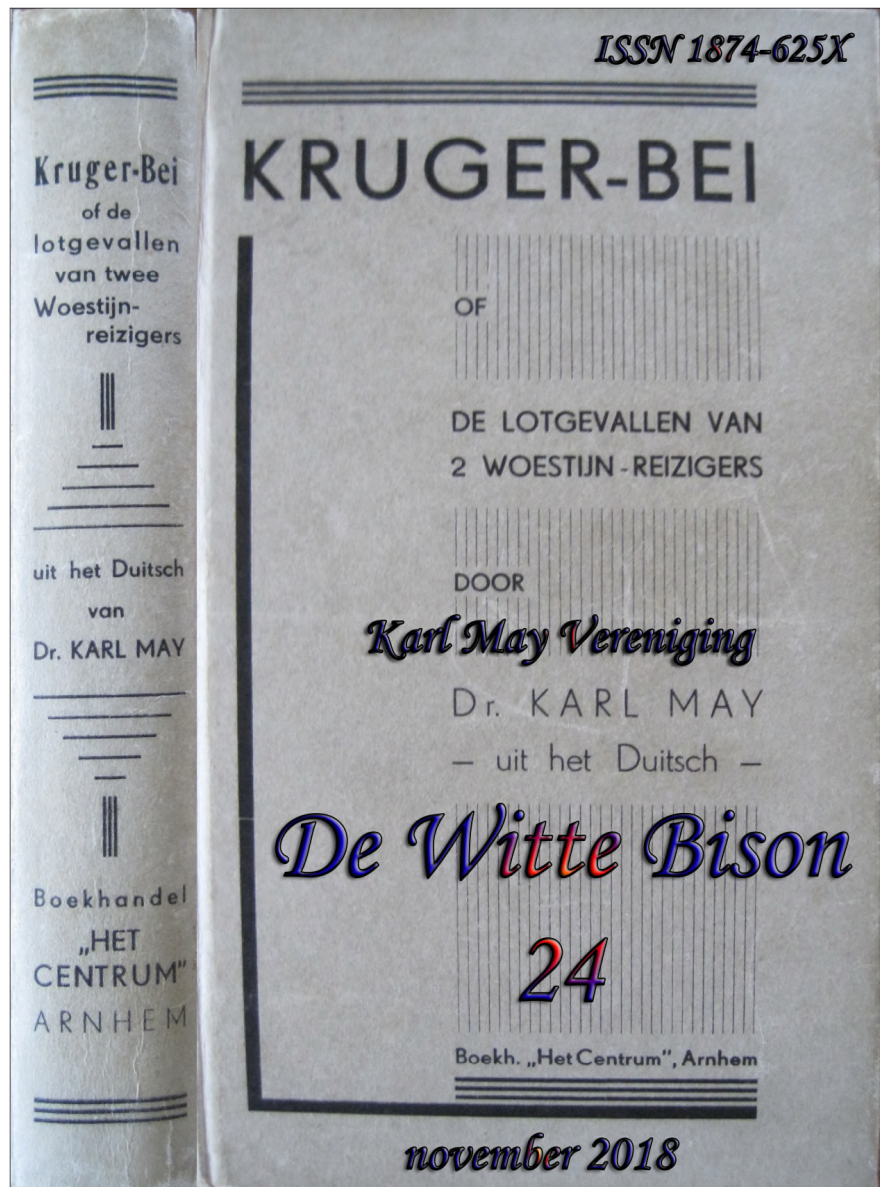 Kruger-Bei
of de
lotgevallen
van twee
Woestijn-
reizigers
uit het Duitsch
van
Dr. KARL MAY
Boekhandel
„HET
CENTRUM"
ARNHEM
ISSN 1874-625X
KRUGER-BEI
OF
DE LOTGEVALLEN VAN
2 WOESTIJN-REIZIGERS
DOOR
Karl May Vereniging
Dr. KARL MAY
— uit het Duitsch —
De Witte Bison
24
Boekh. „Het Centrum", Arnhem
november 2018